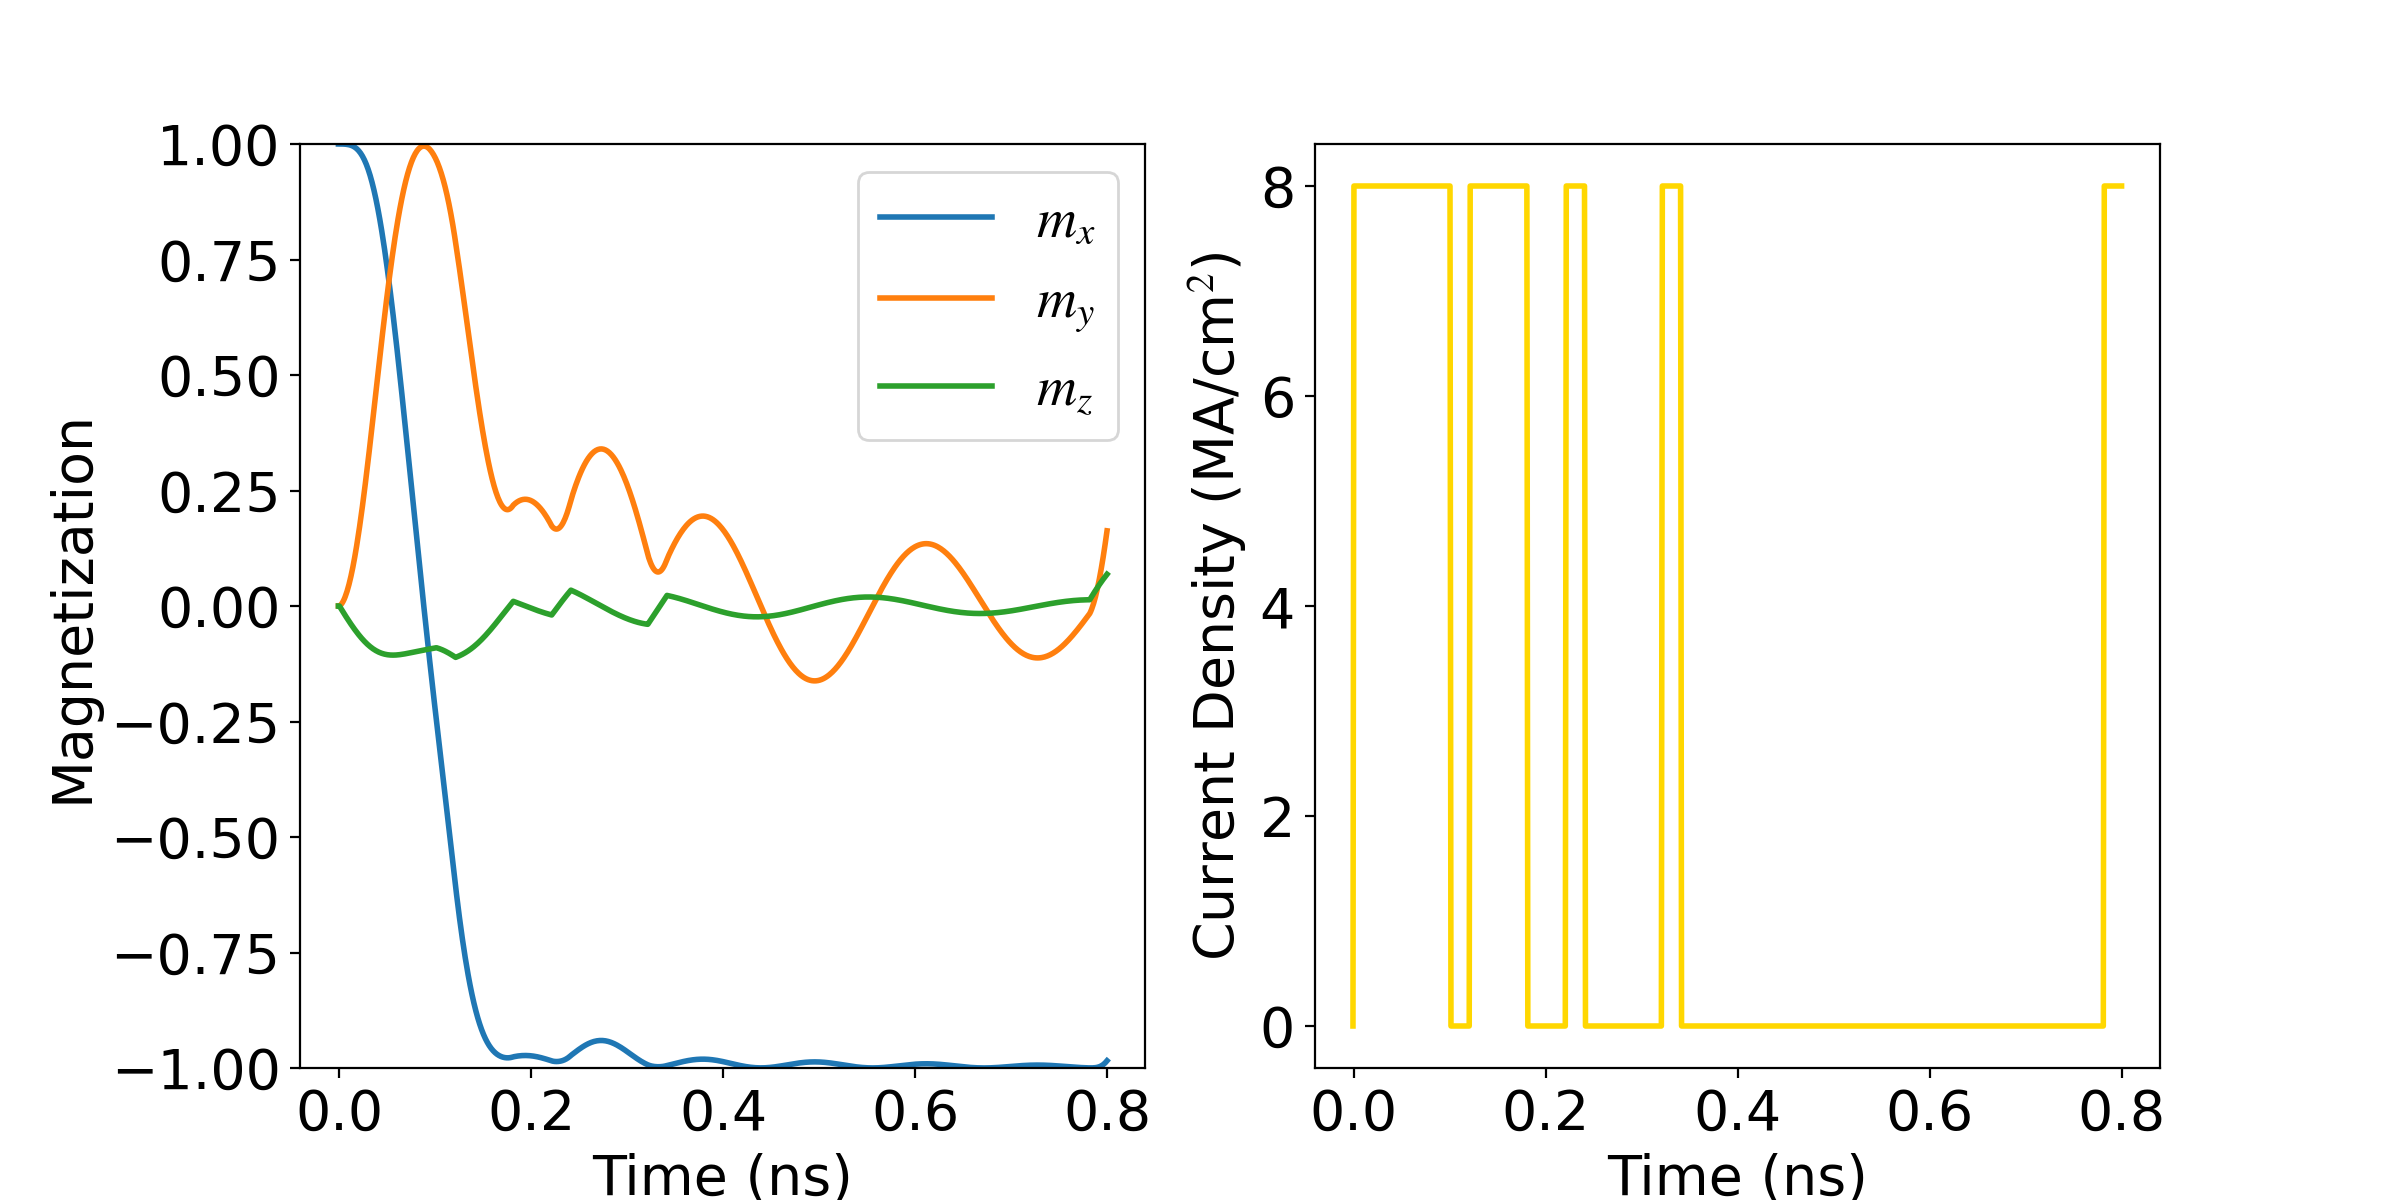 Magnetization
1.00
0.75
0.50
0.25
0.00
−0.25
−0.50
−0.75
−1.00
0.0 0.2 0.4 0.6 0.8
Time (ns)
m_x
m_y
m_z
Current Density (MA/cm²)
8
6
4
2
0
0.0 0.2 0.4 0.6 0.8
Time (ns)